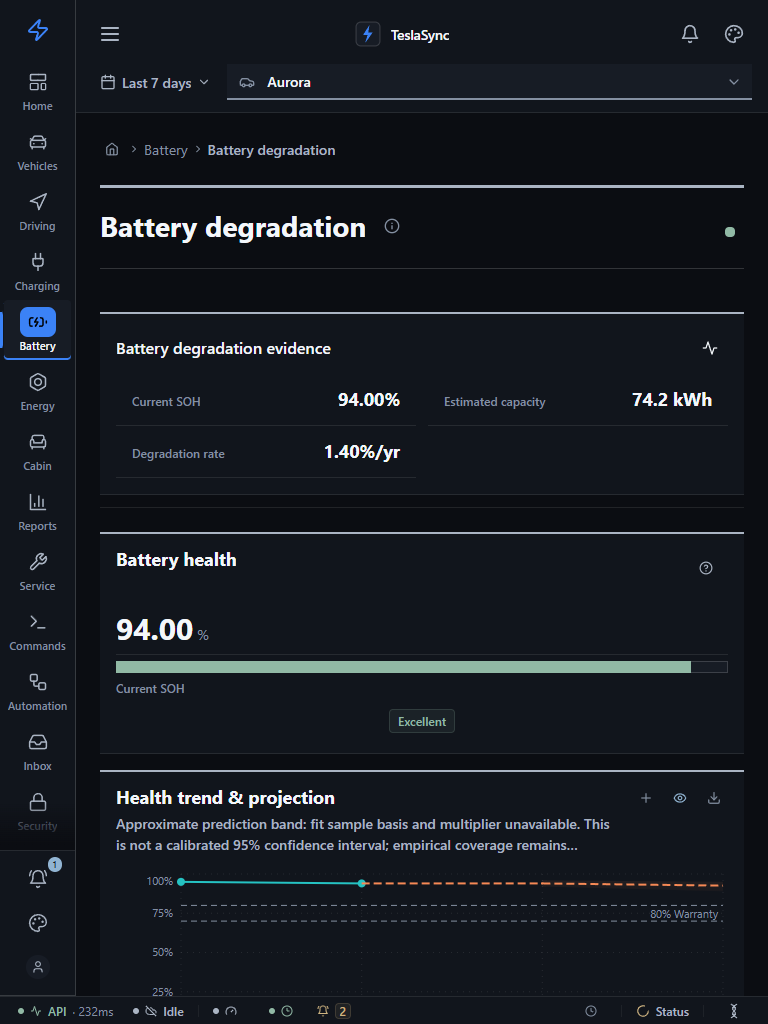 TeslaSync
Last 7 days
Aurora
Home
Vehicles
Driving
Charging
Battery
Energy
Cabin
Reports
Service
Commands
Automation
Inbox
Security
1
Battery
Battery degradation
Battery degradation
Battery degradation evidence
Current SOH 94.00%
Estimated capacity 74.2 kWh
Degradation rate 1.40%/yr
Battery health
94.00 %
Current SOH
Excellent
Health trend & projection
Approximate prediction band: fit sample basis and multiplier unavailable. This
is not a calibrated 95% confidence interval; empirical coverage remains...
100%
75%
80% Warranty
50%
25%
API · 232ms
Idle
2
Status